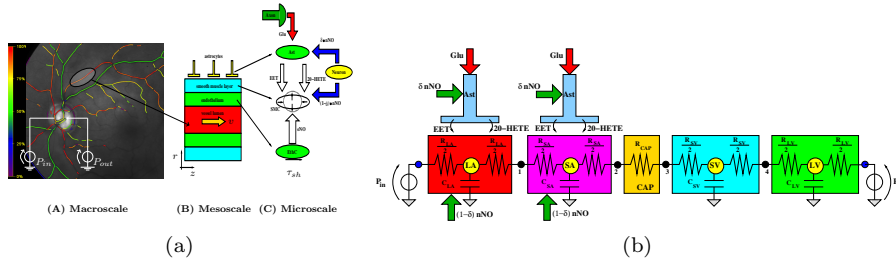 100%
75%
50%
25%
0%
P_in
P_out
(A) Macroscale
astrocytes
smooth muscle layer
endothelium
r
z
(B) Mesoscale
Glu
Ast
δ nNO
EET
20-HETE
Neuron
SMC
(1-δ) nNO
eNO
τ_sh
(C) Microscale
(a)
Glu
Glu
δ nNO
Ast
δ nNO
Ast
EET
20-HETE
EET
20-HETE
R_LA/2
R_LA/2
R_SA/2
R_SA/2
R_CAP
R_SV/2
R_SV/2
R_LV/2
R_LV/2
LA
SA
SV
LV
P_in
1
2
3
4
C_LA
C_SA
CAP
C_SV
C_LV
(1-δ) nNO
(1-δ) nNO
(b)